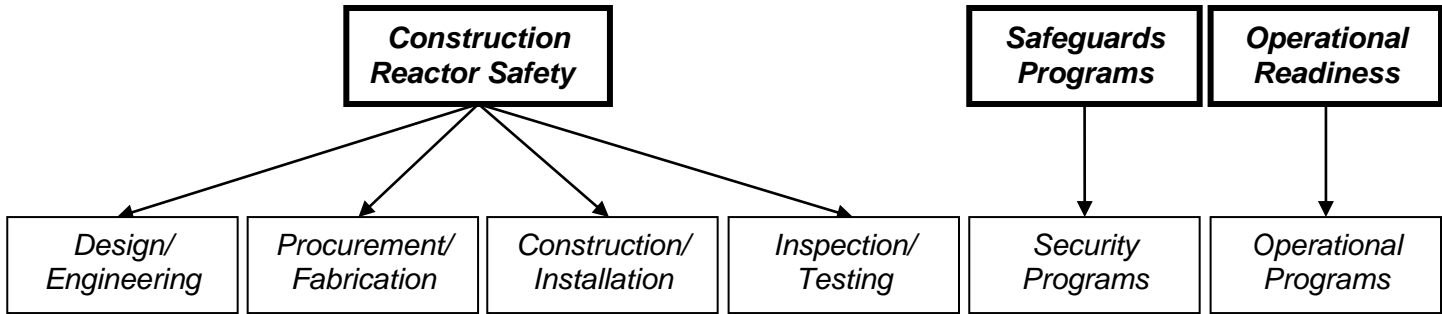 Construction
Reactor Safety
Safeguards
Programs
Operational
Readiness
Design/
Engineering
Procurement/
Fabrication
Construction/
Installation
Inspection/
Testing
Security
Programs
Operational
Programs